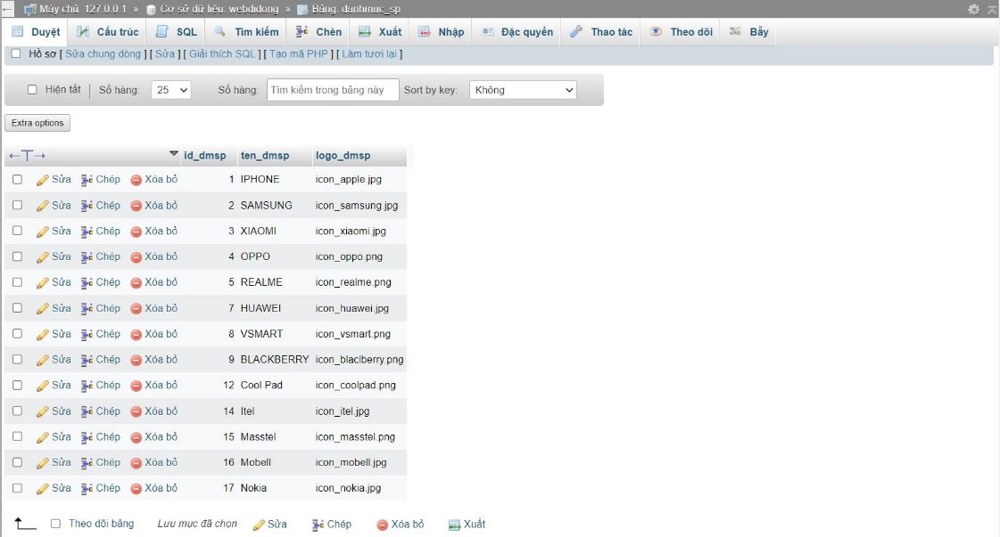 Máy chủ: 127.0.0.1 » Cơ sở dữ liệu: webdidong » Bảng: danhmuc_sp
Duyệt Cấu trúc SQL Tìm kiếm Chèn Xuất Nhập Đặc quyền Thao tác Theo dõi Bẫy
Hồ sơ [ Sửa chung dòng ] [ Sửa ] [ Giải thích SQL ] [ Tạo mã PHP ] [ Làm tươi lại ]
Hiện tất | Số hàng: 25 Số hàng: Tìm kiếm trong bảng này Sort by key: Không
Extra options
←T→ id_dmsp ten_dmsp logo_dmsp
Sửa Chép Xóa bỏ 1 IPHONE icon_apple.jpg
Sửa Chép Xóa bỏ 2 SAMSUNG icon_samsung.jpg
Sửa Chép Xóa bỏ 3 XIAOMI icon_xiaomi.jpg
Sửa Chép Xóa bỏ 4 OPPO icon_oppo.png
Sửa Chép Xóa bỏ 5 REALME icon_realme.png
Sửa Chép Xóa bỏ 7 HUAWEI icon_huawei.jpg
Sửa Chép Xóa bỏ 8 VSMART icon_vsmart.png
Sửa Chép Xóa bỏ 9 BLACKBERRY icon_blaclberry.png
Sửa Chép Xóa bỏ 12 Cool Pad icon_coolpad.png
Sửa Chép Xóa bỏ 14 Itel icon_itel.jpg
Sửa Chép Xóa bỏ 15 Masstel icon_masstel.png
Sửa Chép Xóa bỏ 16 Mobell icon_mobell.jpg
Sửa Chép Xóa bỏ 17 Nokia icon_nokia.jpg
Theo dõi bảng Lưu mục đã chọn Sửa Chép Xóa bỏ Xuất